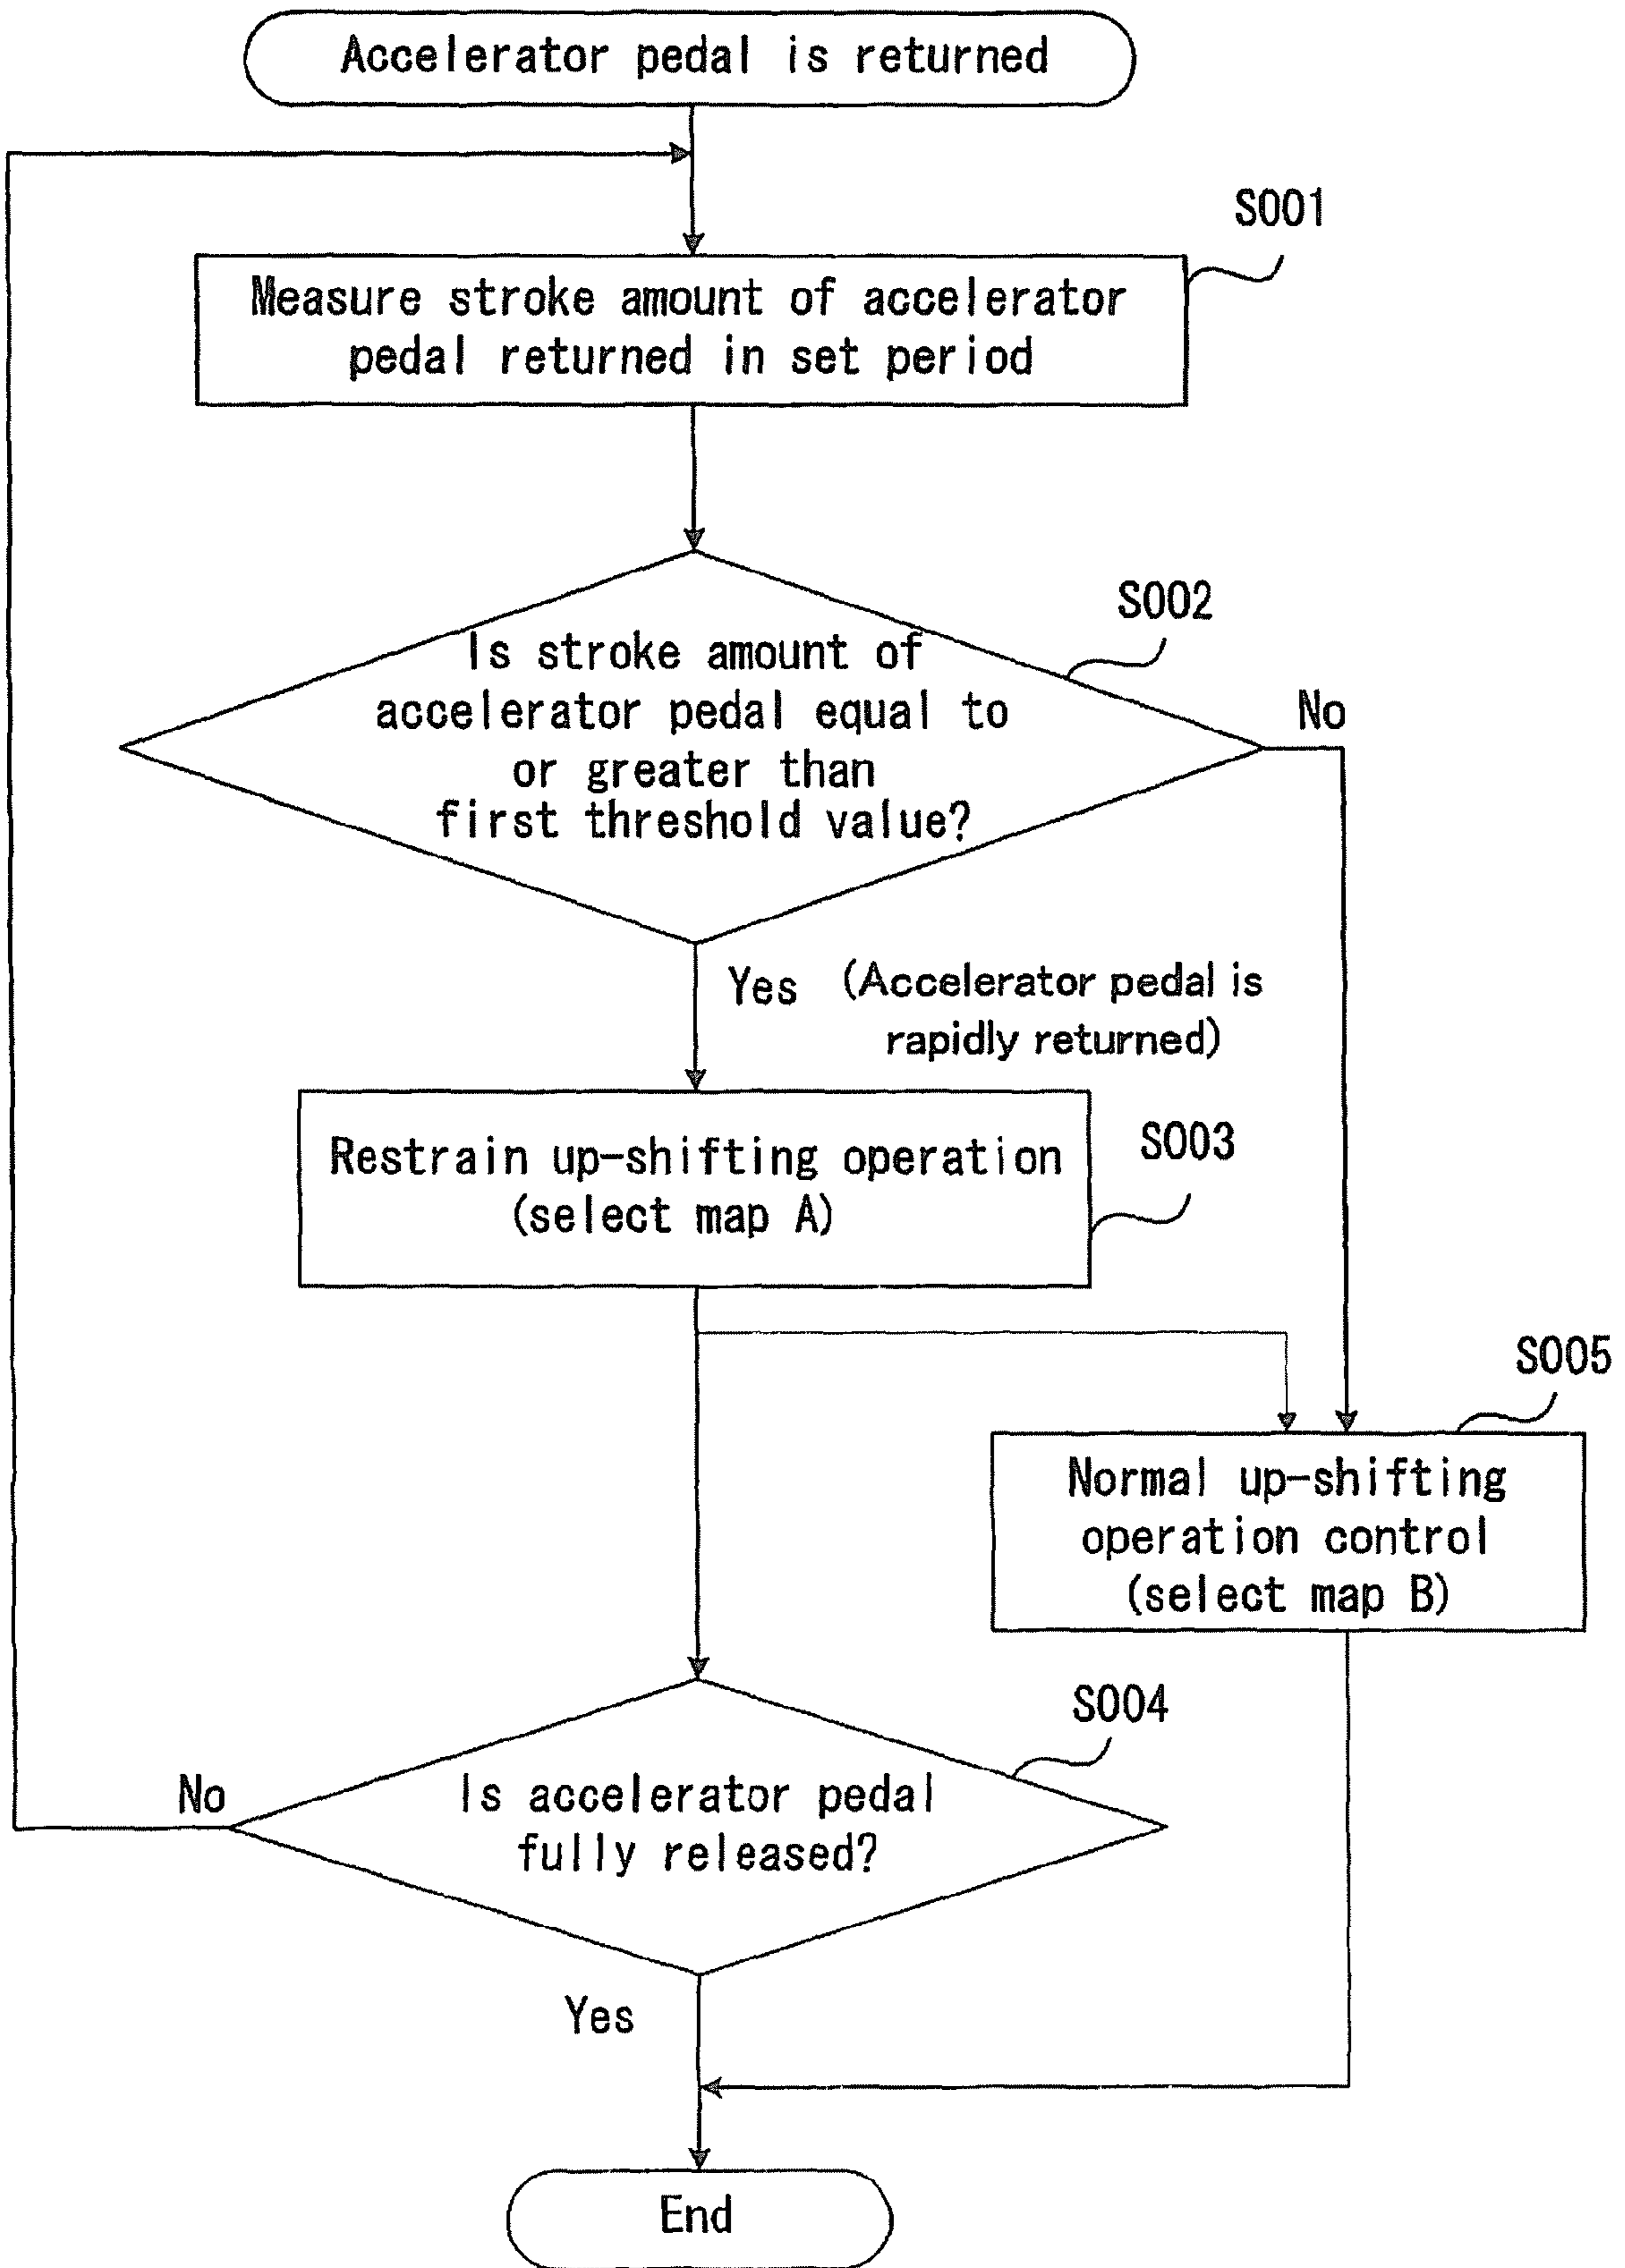 Accelerator pedal is returned
S001
Measure stroke amount of accelerator
pedal returned in set period
S002
Is stroke amount of
accelerator pedal equal to
or greater than
first threshold value?
No
Yes (Accelerator pedal is
rapidly returned)
Restrain up-shifting operation
(select map A)
S003
S005
Normal up-shifting
operation control
(select map B)
S004
Is accelerator pedal
fully released?
No
Yes
End